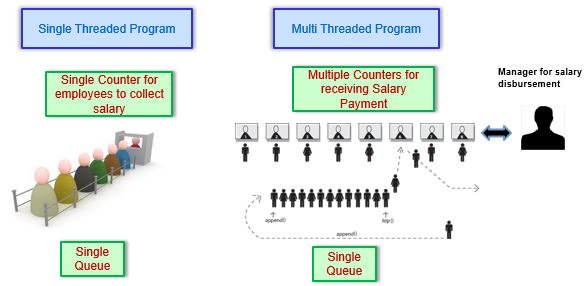 Single Threaded Program
Multi Threaded Program
Single Counter for
employees to collect
salary
Multiple Counters for
receiving Salary
Payment
Manager for salary
disbursement
append()
top()
append()
Single
Queue
Single
Queue